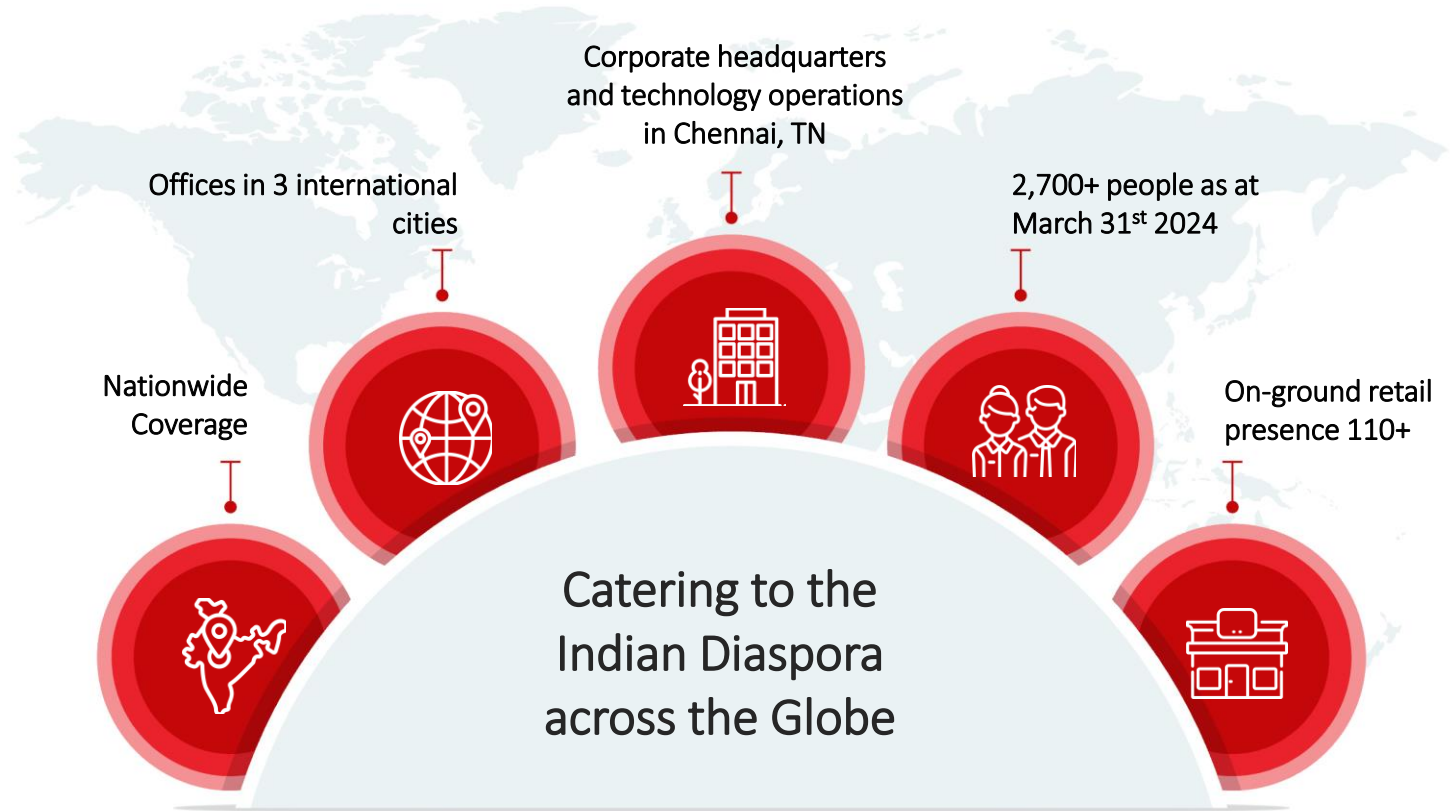 Corporate headquarters
and technology operations
in Chennai, TN
Offices in 3 international
cities
2,700+ people as at
March 31st 2024
Nationwide
Coverage
On-ground retail
presence 110+
Catering to the
Indian Diaspora
across the Globe